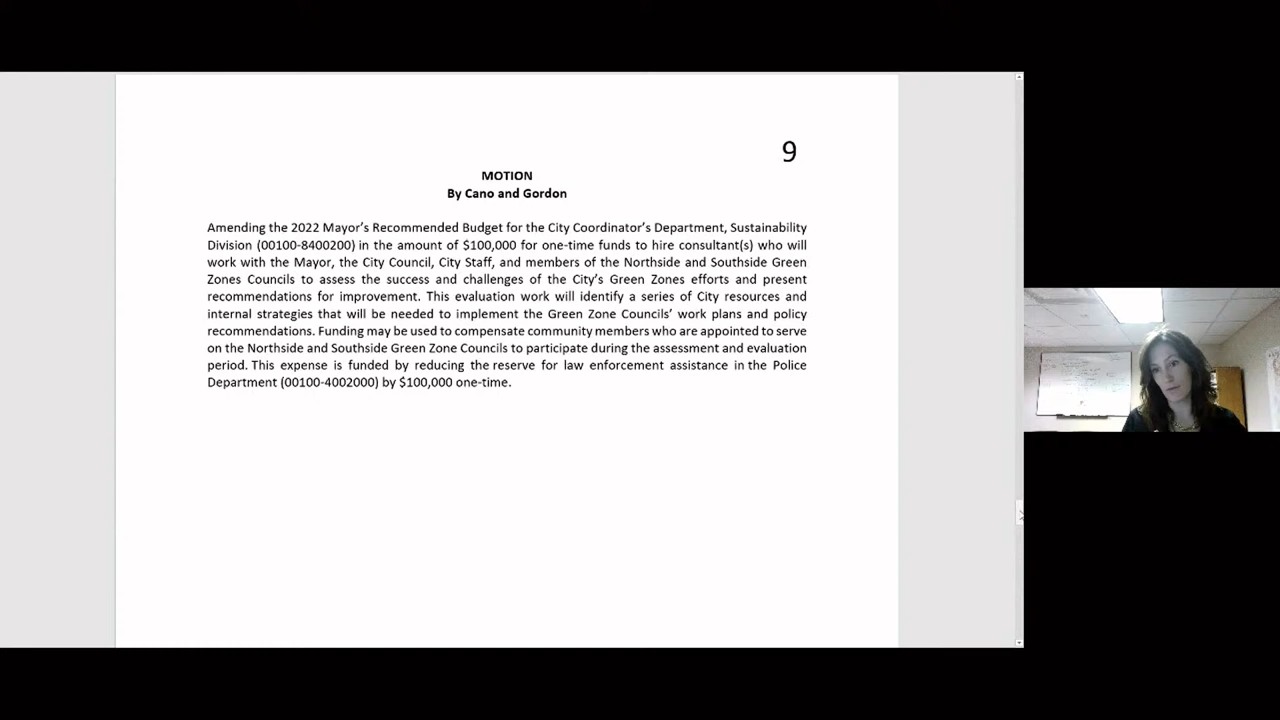 9
MOTION
By Cano and Gordon
Amending the 2022 Mayor's Recommended Budget for the City Coordinator's Department, Sustainability
Division (00100-8400200) in the amount of $100,000 for one-time funds to hire consultant(s) who will
work with the Mayor, the City Council, City Staff, and members of the Northside and Southside Green
Zones Councils to assess the success and challenges of the City's Green Zones efforts and present
recommendations for improvement. This evaluation work will identify a series of City resources and
internal strategies that will be needed to implement the Green Zone Councils' work plans and policy
recommendations. Funding may be used to compensate community members who are appointed to serve
on the Northside and Southside Green Zone Councils to participate during the assessment and evaluation
period. This expense is funded by reducing the reserve for law enforcement assistance in the Police
Department (00100-4002000) by $100,000 one-time.